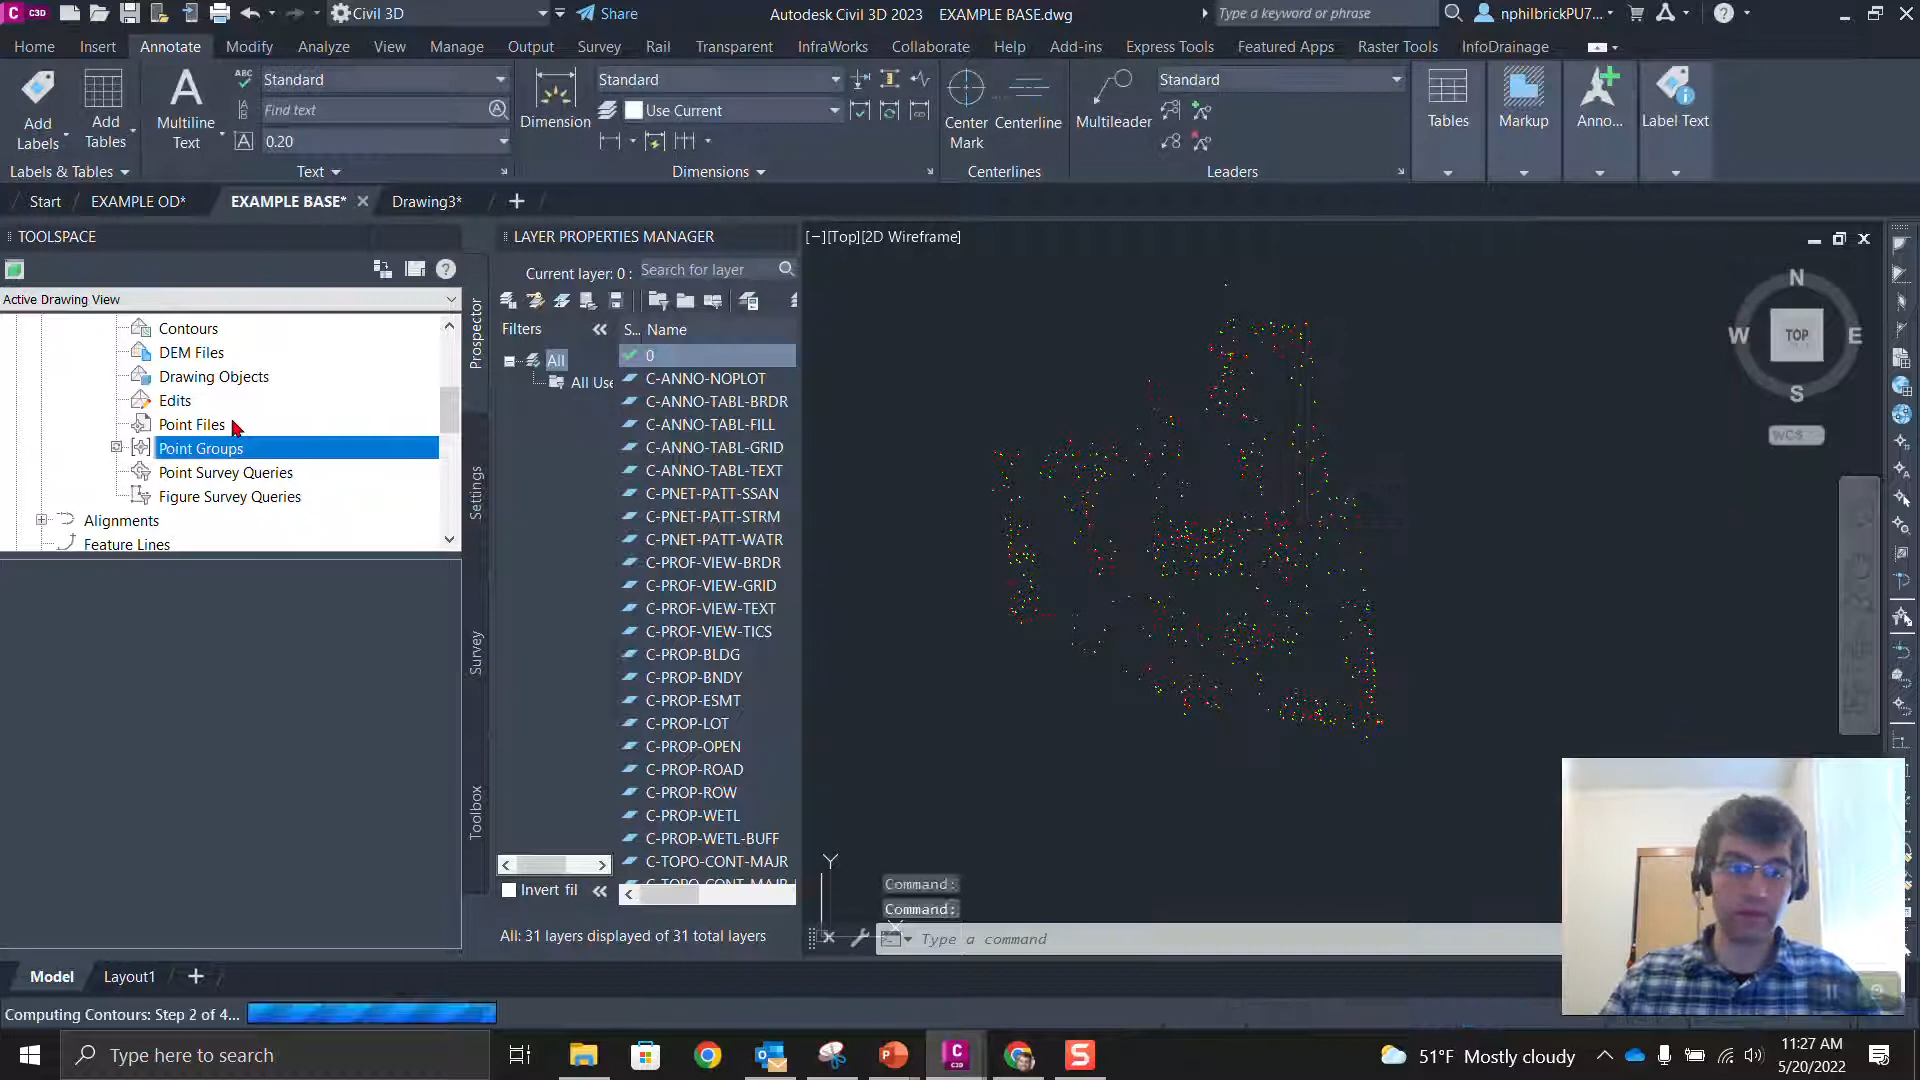 C3D
Civil 3D
Share
Autodesk Civil 3D 2023 EXAMPLE BASE.dwg
Type a keyword or phrase
nphilbrickPU7...
Home Insert Annotate Modify Analyze View Manage Output Survey Rail Transparent InfraWorks Collaborate Help Add-ins Express Tools Featured Apps Raster Tools InfoDrainage
Add Labels
Add Tables
Multiline Text
ABC
Standard
Find text
0.20
Dimension
Standard
Use Current
Center Mark
Centerline
Multileader
Standard
Tables
Markup
Anno...
Label Text
Labels & Tables
Text
Dimensions
Centerlines
Leaders
Start
EXAMPLE OD*
EXAMPLE BASE*
Drawing3*
TOOLSPACE
Active Drawing View
Contours
DEM Files
Drawing Objects
Edits
Point Files
Point Groups
Point Survey Queries
Figure Survey Queries
Alignments
Feature Lines
Prospector
Settings
Survey
Toolbox
LAYER PROPERTIES MANAGER
Current layer: 0 :
Search for layer
Filters
S... Name
All
All Use
0
C-ANNO-NOPLOT
C-ANNO-TABL-BRDR
C-ANNO-TABL-FILL
C-ANNO-TABL-GRID
C-ANNO-TABL-TEXT
C-PNET-PATT-SSAN
C-PNET-PATT-STRM
C-PNET-PATT-WATR
C-PROF-VIEW-BRDR
C-PROF-VIEW-GRID
C-PROF-VIEW-TEXT
C-PROF-VIEW-TICS
C-PROP-BLDG
C-PROP-BNDY
C-PROP-ESMT
C-PROP-LOT
C-PROP-OPEN
C-PROP-ROAD
C-PROP-ROW
C-PROP-WETL
C-PROP-WETL-BUFF
C-TOPO-CONT-MAJR
Invert fil
All: 31 layers displayed of 31 total layers
[−][Top][2D Wireframe]
N
W
TOP
E
S
WCS
Y
X
Command:
Command:
Type a command
Model
Layout1
Computing Contours: Step 2 of 4...
Type here to search
51°F Mostly cloudy
11:27 AM
5/20/2022